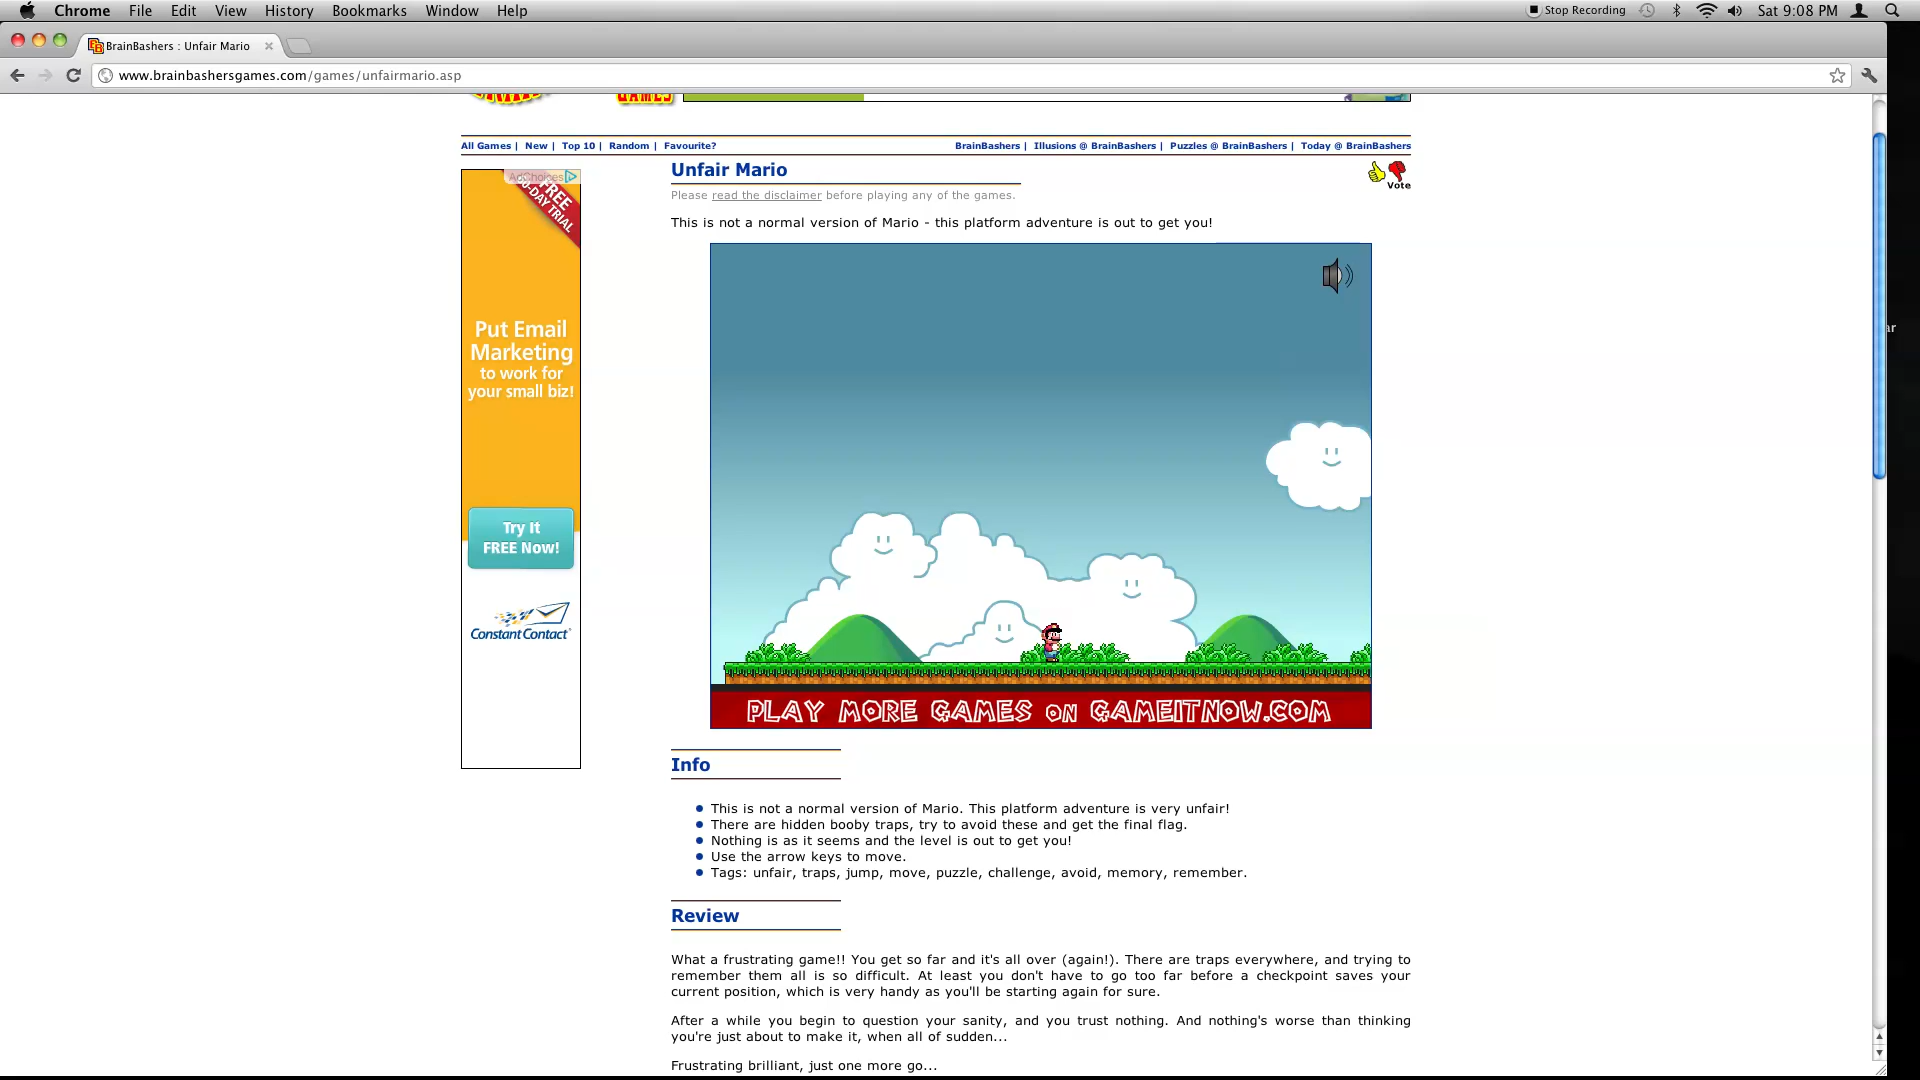 Chrome File Edit View History Bookmarks Window Help Stop Recording Sat 9:08 PM
BrainBashers : Unfair Mario
www.brainbashersgames.com/games/unfairmario.asp
GAMES
All Games | New | Top 10 | Random | Favourite? BrainBashers | Illusions @ BrainBashers | Puzzles @ BrainBashers | Today @ BrainBashers
Unfair Mario
Vote
Please read the disclaimer before playing any of the games.
This is not a normal version of Mario - this platform adventure is out to get you!
AdChoices
FREE
-DAY TRIAL
Put Email
Marketing
to work for
your small biz!
Try It
FREE Now!
Constant Contact
PLAY MORE GAMES ON GAMEITNOW.COM
Info
This is not a normal version of Mario. This platform adventure is very unfair!
There are hidden booby traps, try to avoid these and get the final flag.
Nothing is as it seems and the level is out to get you!
Use the arrow keys to move.
Tags: unfair, traps, jump, move, puzzle, challenge, avoid, memory, remember.
Review
What a frustrating game!! You get so far and it's all over (again!). There are traps everywhere, and trying to
remember them all is so difficult. At least you don't have to go too far before a checkpoint saves your
current position, which is very handy as you'll be starting again for sure.
After a while you begin to question your sanity, and you trust nothing. And nothing's worse than thinking
you're just about to make it, when all of sudden...
Frustrating brilliant, just one more go...